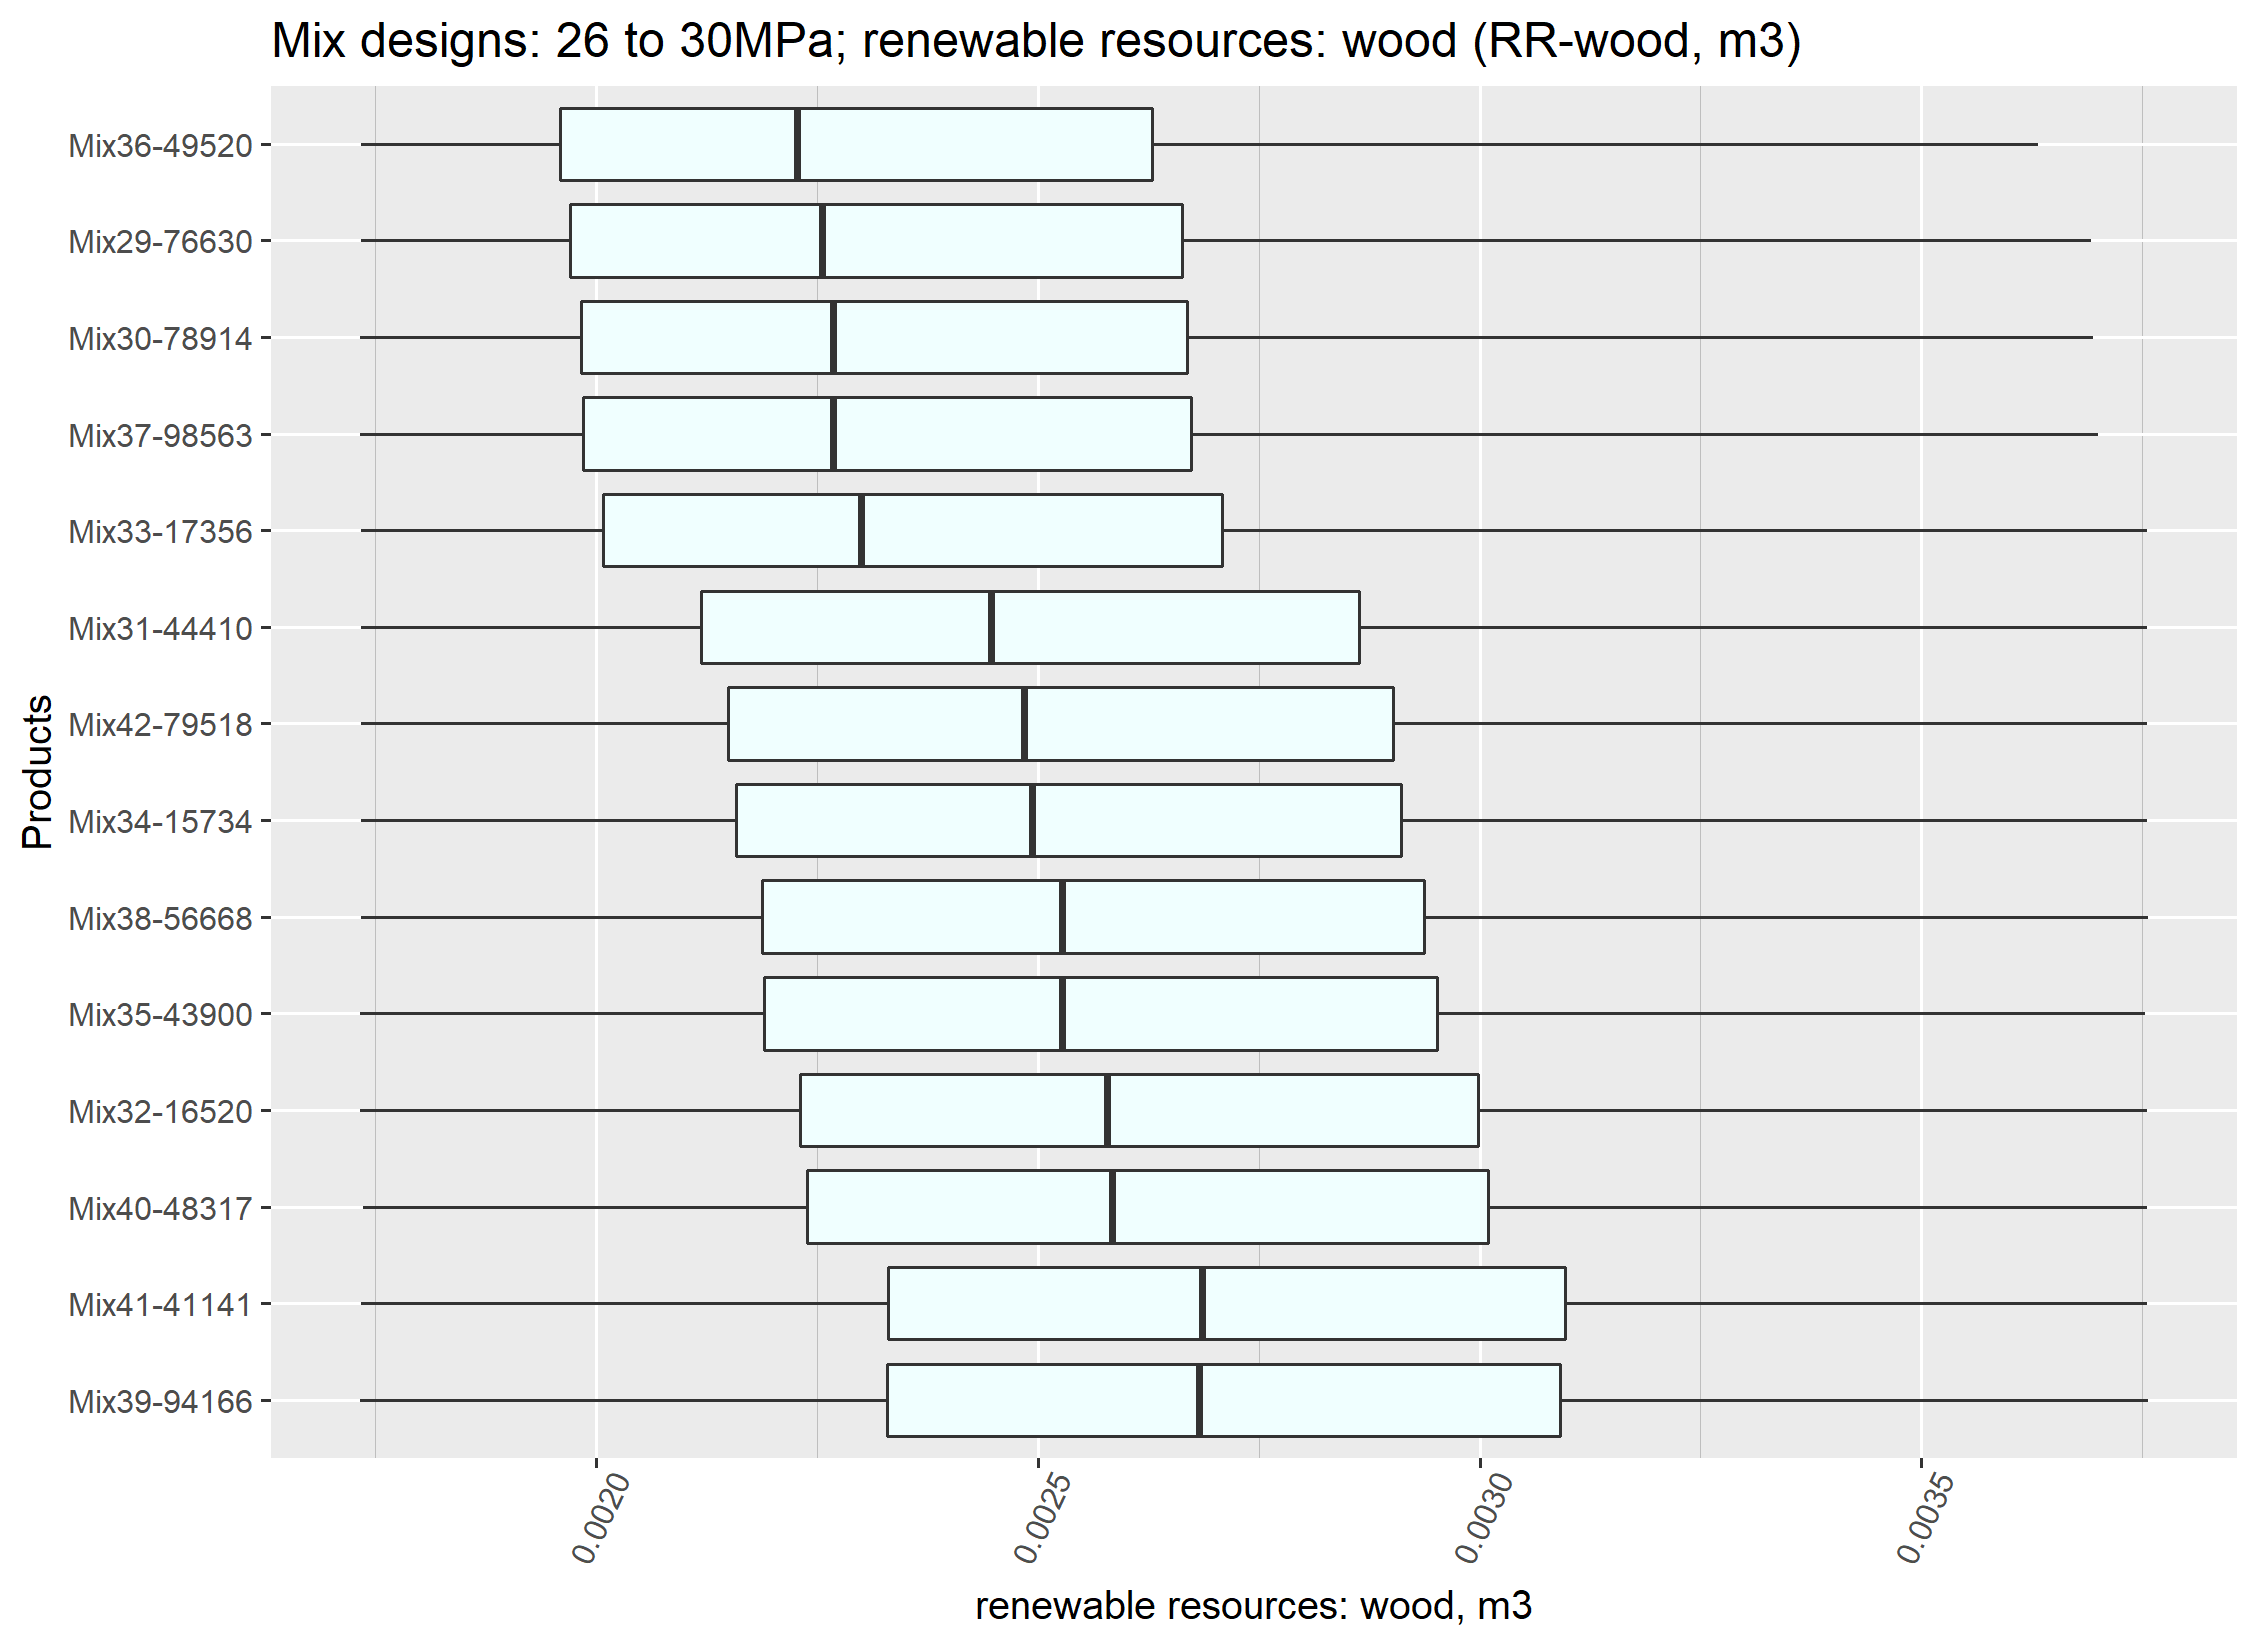 Mix designs: 26 to 30MPa; renewable resources: wood (RR-wood, m3)
Products
Mix36-49520
Mix29-76630
Mix30-78914
Mix37-98563
Mix33-17356
Mix31-44410
Mix42-79518
Mix34-15734
Mix38-56668
Mix35-43900
Mix32-16520
Mix40-48317
Mix41-41141
Mix39-94166
0.0020
0.0025
0.0030
0.0035
renewable resources: wood, m3